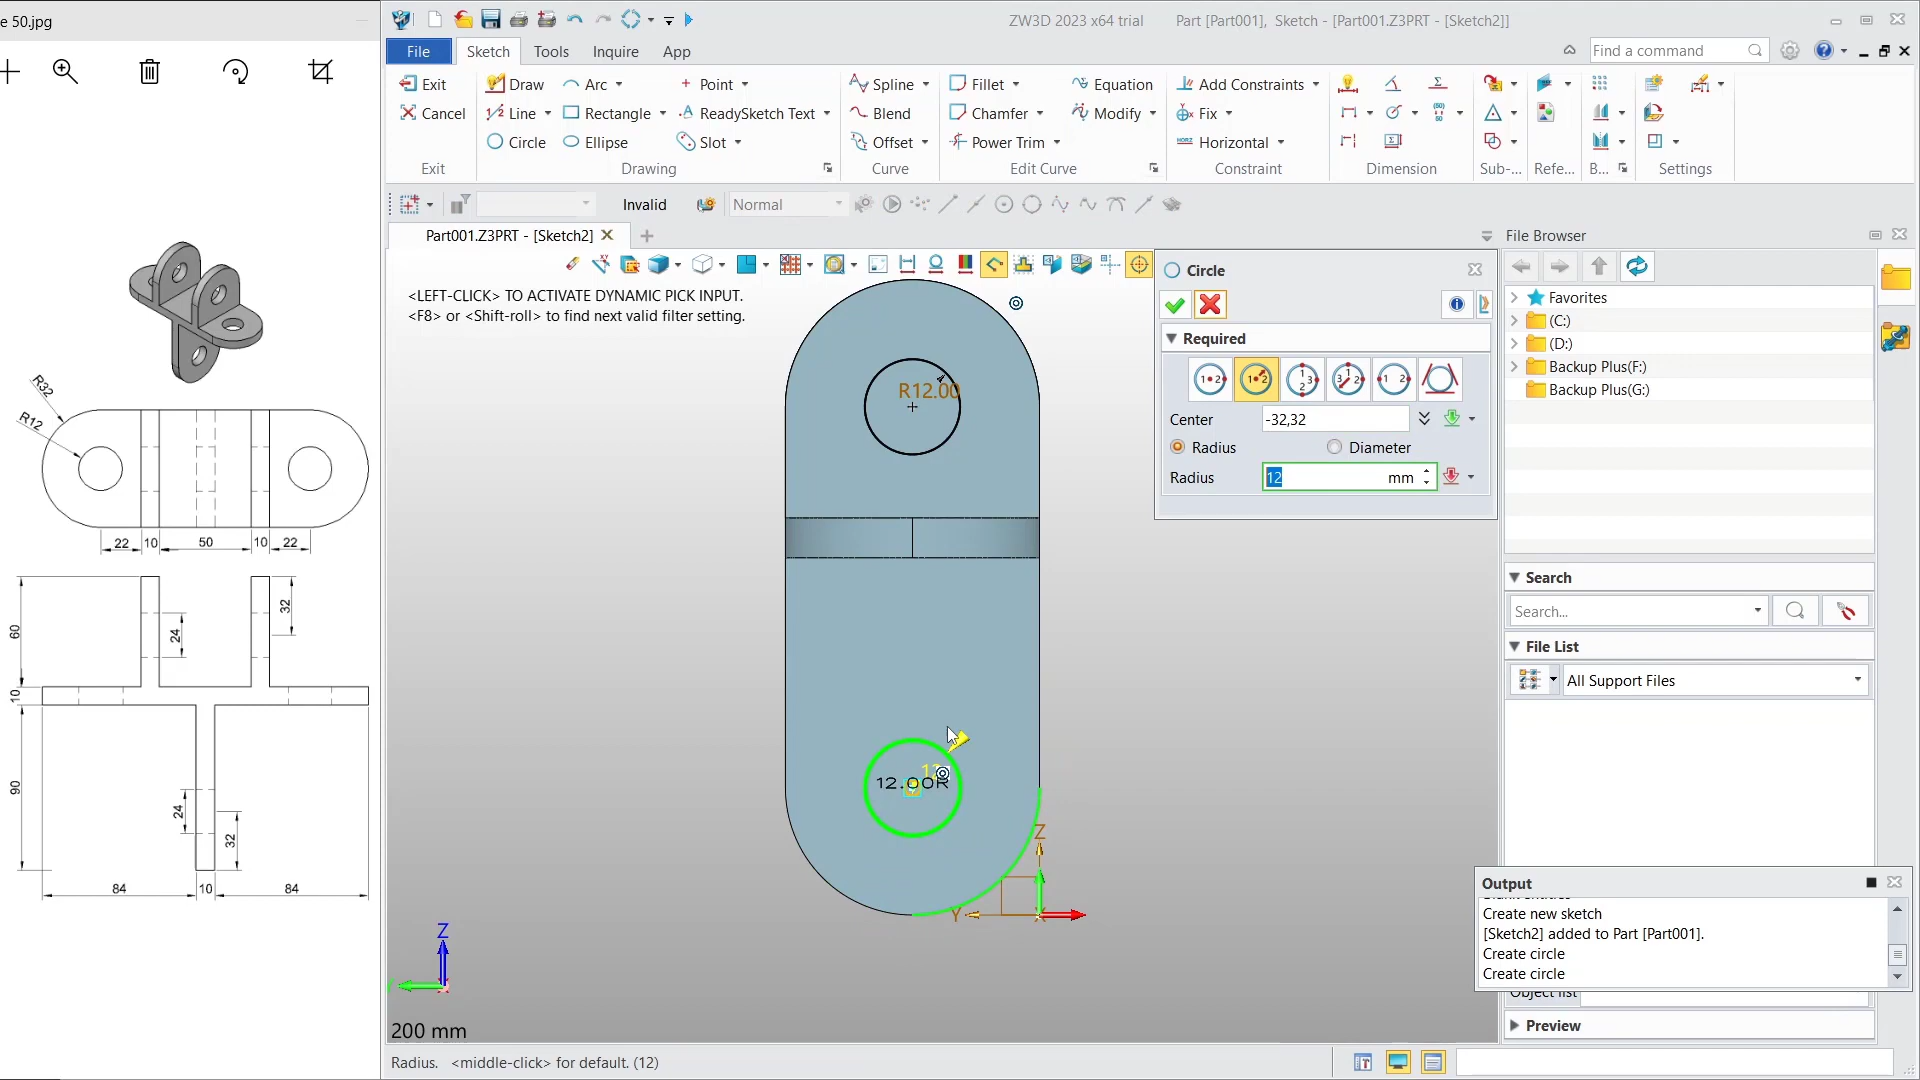 e 50.jpg
ZW3D 2023 x64 trial
Part [Part001], Sketch - [Part001.Z3PRT - [Sketch2]]
File
Sketch
Tools
Inquire
App
Find a command
Exit
Cancel
Draw
Line
Circle
Arc
Rectangle
Ellipse
Point
ReadySketch Text
Slot
Spline
Blend
Offset
Fillet
Chamfer
Power Trim
Equation
Modify
Add Constraints
Fix
HORZ Horizontal
Exit
Drawing
Curve
Edit Curve
Constraint
Dimension
Sub-...
Refe...
B...
Settings
Invalid
Normal
Part001.Z3PRT - [Sketch2]
<LEFT-CLICK> TO ACTIVATE DYNAMIC PICK INPUT.
<F8> or <Shift-roll> to find next valid filter setting.
R12.00
12.00R
Z
Y
X
Z
200 mm
Circle
Required
Center
-32,32
Radius
Diameter
Radius
12
mm
File Browser
Favorites
(C:)
(D:)
Backup Plus(F:)
Backup Plus(G:)
Search
Search...
File List
All Support Files
Output
Create new sketch
[Sketch2] added to Part [Part001].
Create circle
Create circle
Object list
Preview
Radius. <middle-click> for default. (12)
R32
R12
22
10
50
10
22
60
24
32
10
90
24
32
84
10
84